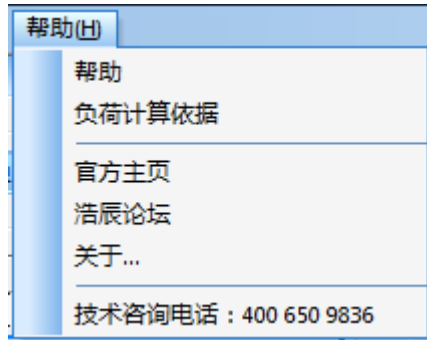 帮助(H)
帮助
负荷计算依据
官方主页
浩辰论坛
关于...
技术咨询电话：400 650 9836